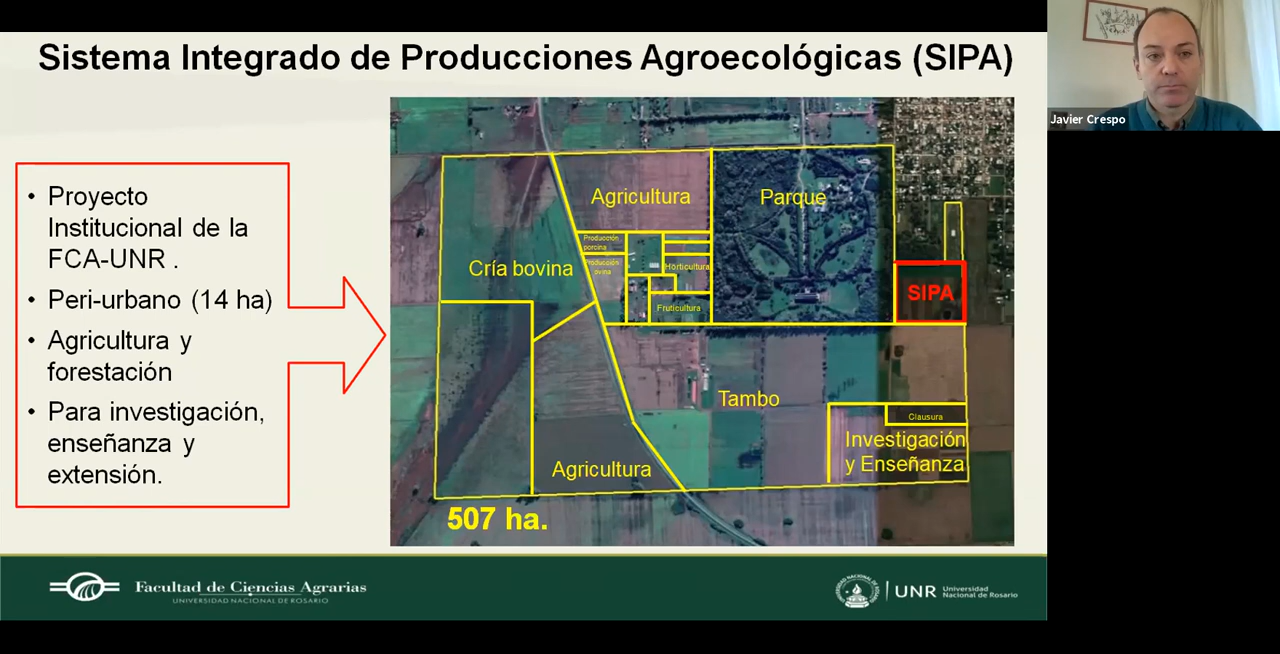 Sistema Integrado de Producciones Agroecológicas (SIPA)
Javier Crespo
• Proyecto
Institucional de la
FCA-UNR .
• Peri-urbano (14 ha)
• Agricultura y
forestación
• Para investigación,
enseñanza y
extensión.
Agricultura
Parque
Cría bovina
Producción
porcina
Producción
ovina
Horticultura
Fruticultura
SIPA
Tambo
Clausura
Investigación
y Enseñanza
Agricultura
507 ha.
Facultad de Ciencias Agrarias
UNIVERSIDAD NACIONAL DE ROSARIO
UNR
Universidad
Nacional de Rosario